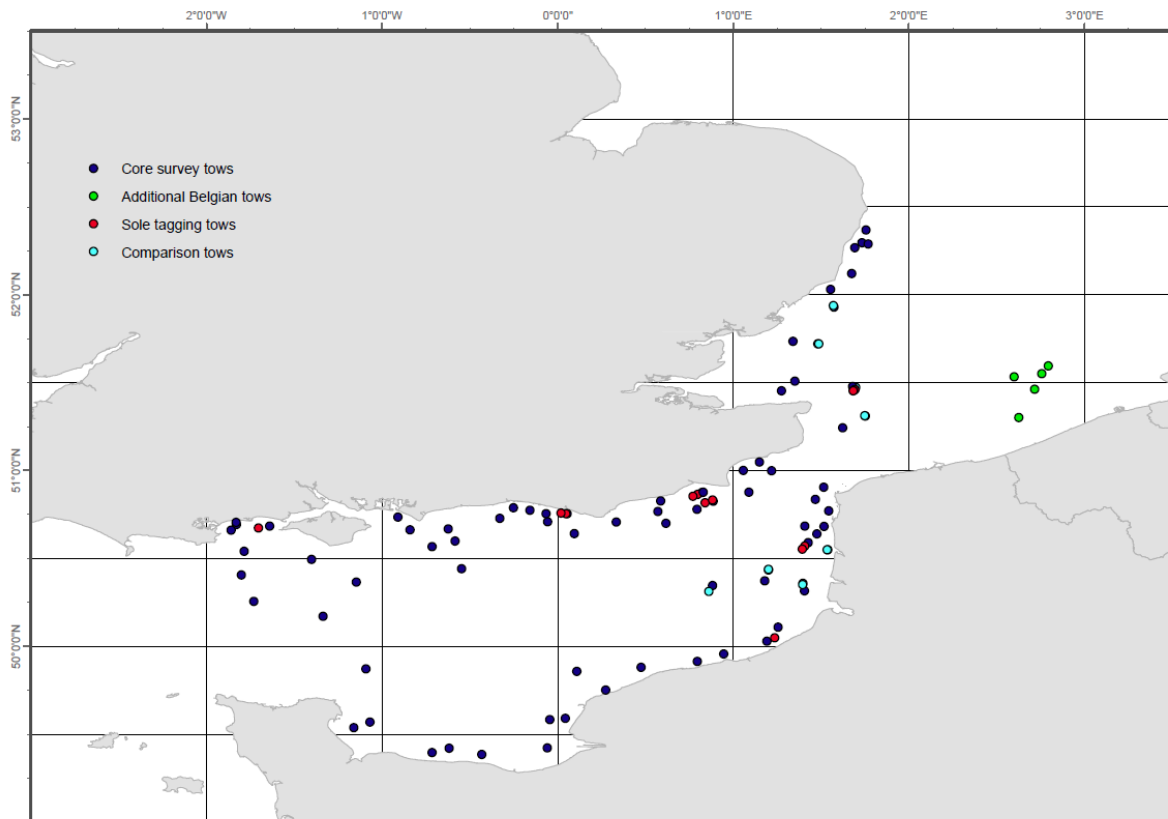 2°0'0"W 1°0'0"W 0°0'0" 1°0'0"E 2°0'0"E 3°0'0"E
53°0'0"N
Core survey tows
Additional Belgian tows
Sole tagging tows
Comparison tows
52°0'0"N
51°0'0"N
50°0'0"N